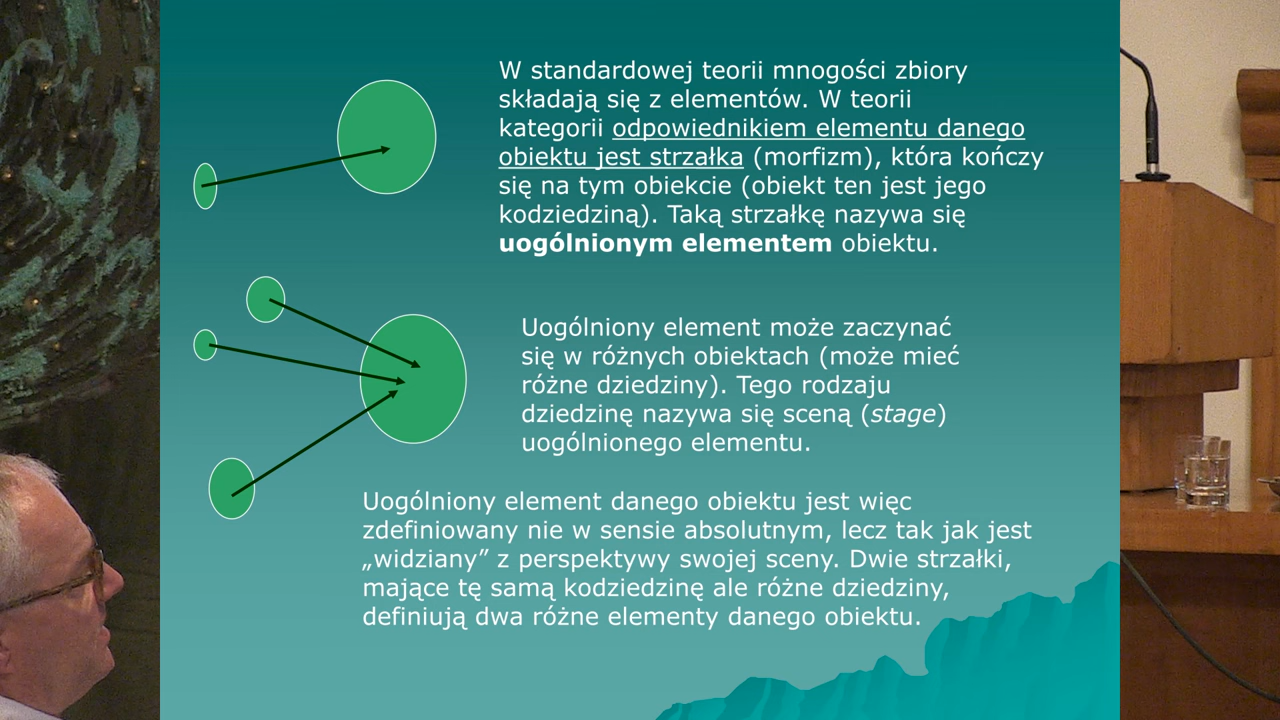 W standardowej teorii mnogości zbiory
składają się z elementów. W teorii
kategorii odpowiednikiem elementu danego
obiektu jest strzałka (morfizm), która kończy
się na tym obiekcie (obiekt ten jest jego
kodziedziną). Taką strzałkę nazywa się
uogólnionym elementem obiektu.
Uogólniony element może zaczynać
się w różnych obiektach (może mieć
różne dziedziny). Tego rodzaju
dziedzinę nazywa się sceną (stage)
uogólnionego elementu.
Uogólniony element danego obiektu jest więc
zdefiniowany nie w sensie absolutnym, lecz tak jak jest
„widziany” z perspektywy swojej sceny. Dwie strzałki,
mające tę samą kodziedzinę ale różne dziedziny,
definiują dwa różne elementy danego obiektu.